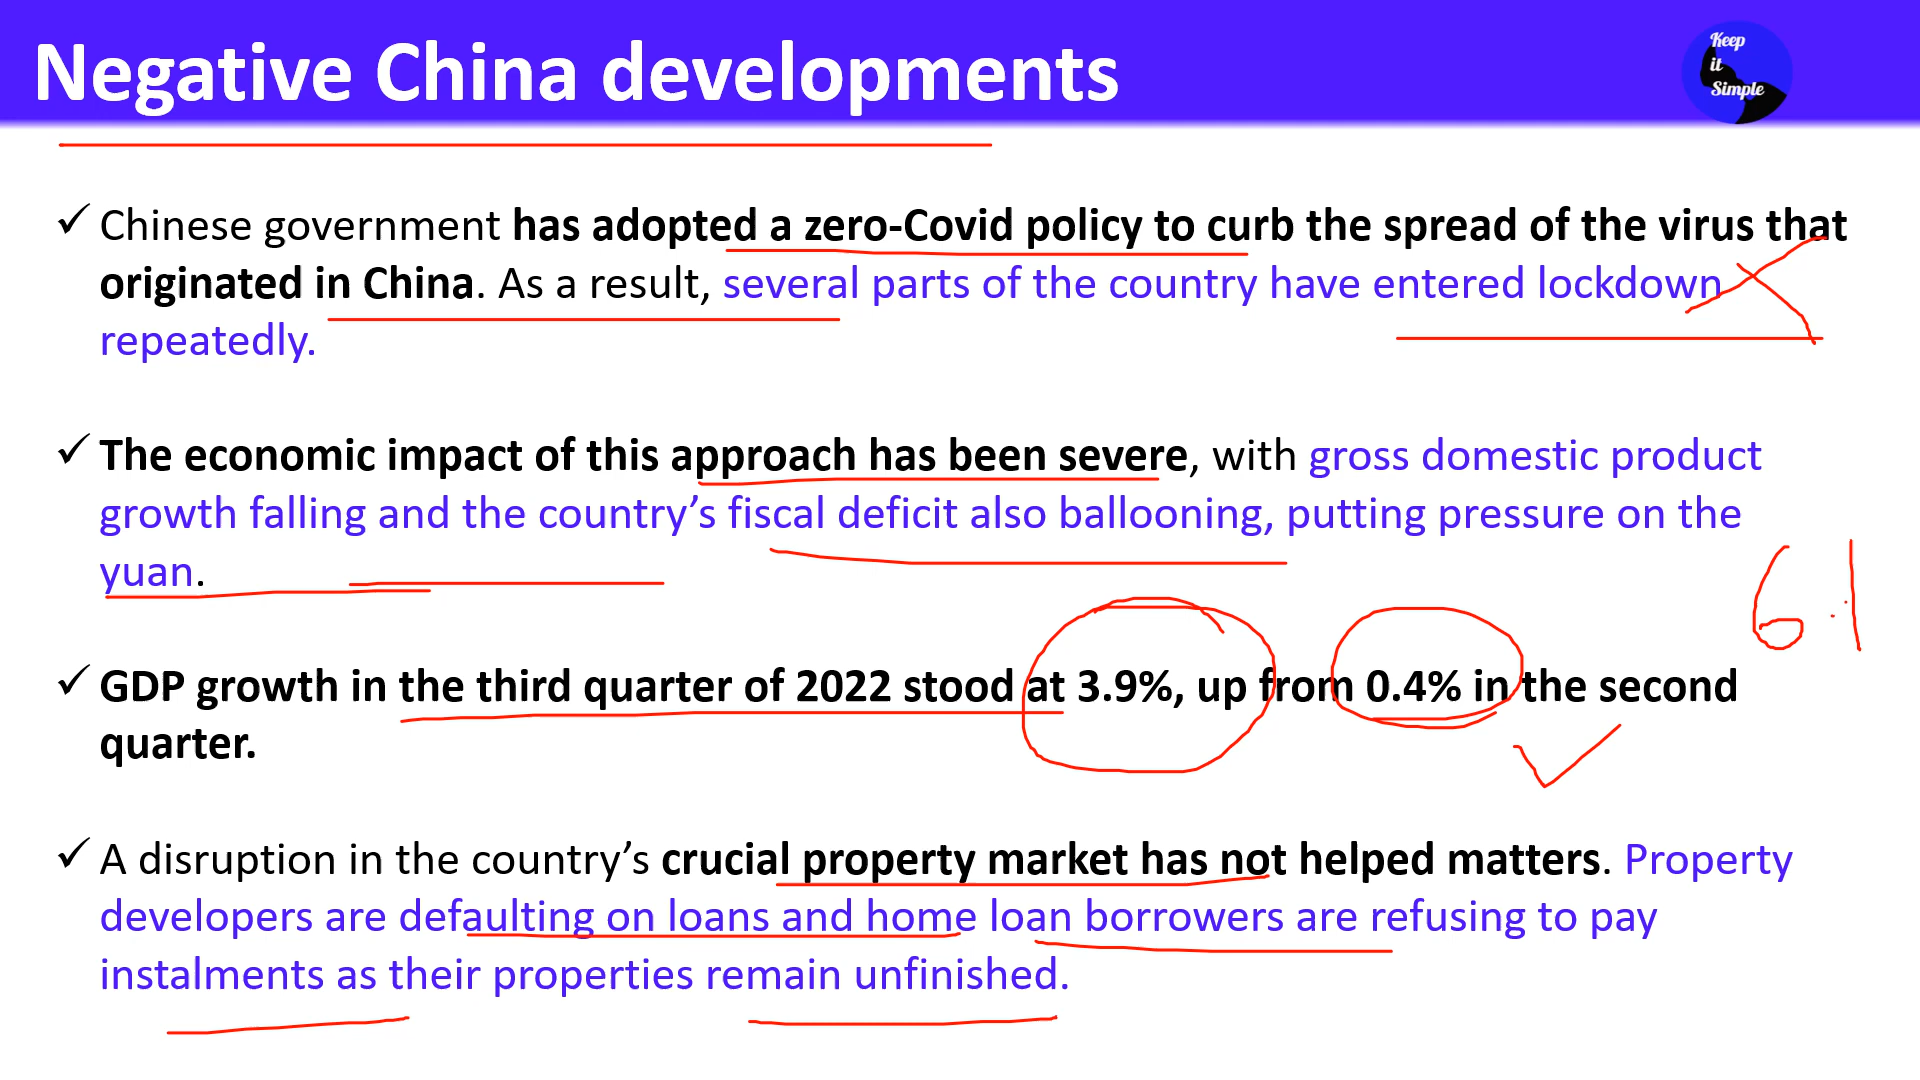 Negative China developments
Keep
it
Simple
✓ Chinese government has adopted a zero-Covid policy to curb the spread of the virus that
originated in China. As a result, several parts of the country have entered lockdown
repeatedly.
✓ The economic impact of this approach has been severe, with gross domestic product
growth falling and the country’s fiscal deficit also ballooning, putting pressure on the
yuan.
6.1
✓ GDP growth in the third quarter of 2022 stood at 3.9%, up from 0.4% in the second
quarter.
✓ A disruption in the country’s crucial property market has not helped matters. Property
developers are defaulting on loans and home loan borrowers are refusing to pay
instalments as their properties remain unfinished.